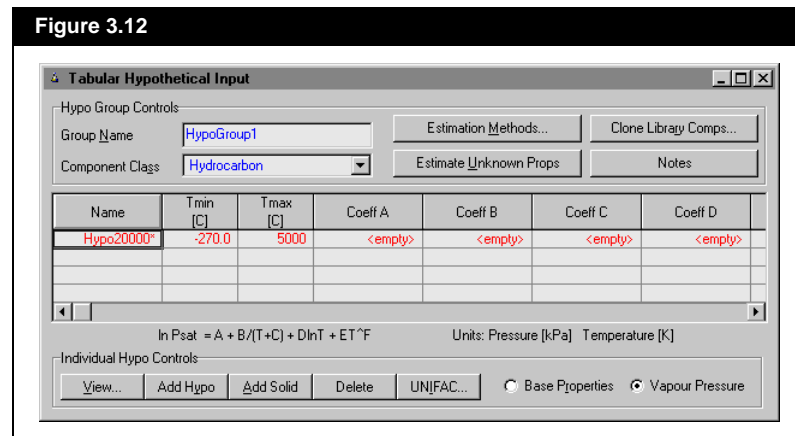 Figure 3.12
Tabular Hypothetical Input
Hypo Group Controls
Group Name HypoGroup1 Estimation Methods... Clone Library Comps...
Component Class Hydrocarbon Estimate Unknown Props Notes
Name Tmin [C] Tmax [C] Coeff A Coeff B Coeff C Coeff D
Hypo20000* -270.0 5000 <empty> <empty> <empty> <empty>
ln Psat = A + B/(T+C) + DlnT + ET^F Units: Pressure [kPa] Temperature [K]
Individual Hypo Controls
View... Add Hypo Add Solid Delete UNIFAC... Base Properties Vapour Pressure